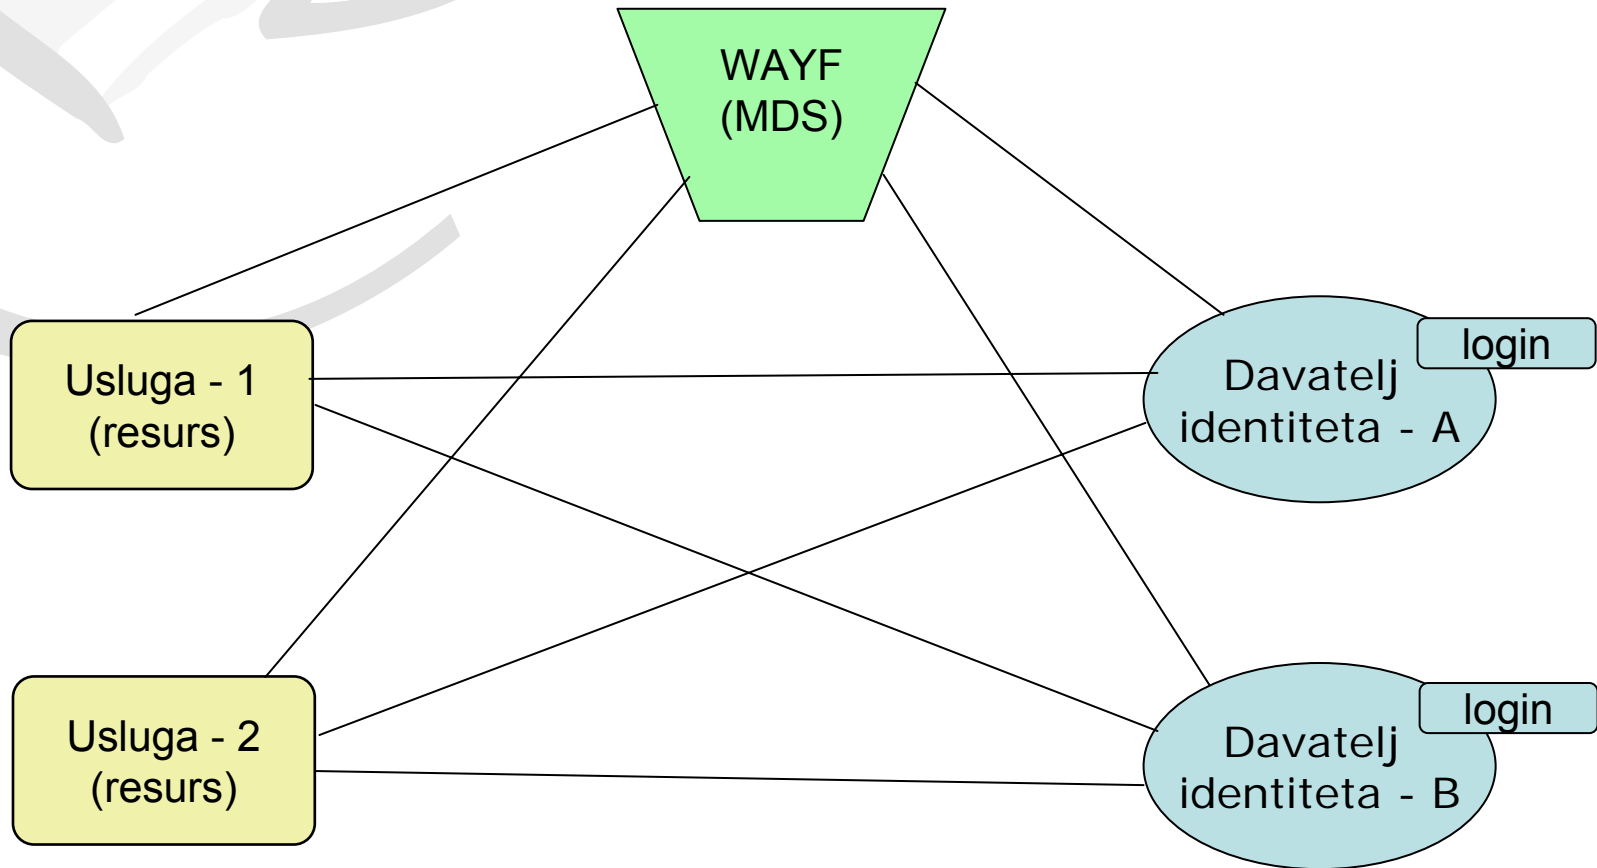 WAYF
(MDS)
Usluga - 1
(resurs)
login
Davatelj
identiteta - A
Usluga - 2
(resurs)
login
Davatelj
identiteta - B